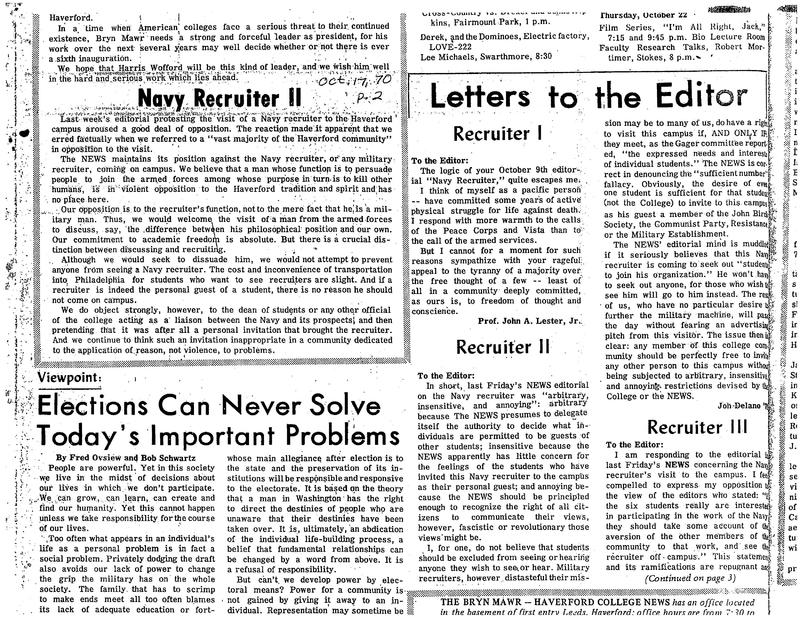 Haverford.
In a time when American colleges face a serious threat to their continued
existence, Bryn Mawr needs a strong and forceful leader as president, for his
work over the next several years may well decide whether or not there is ever
a sixth inauguration.
We hope that Harris Wofford will be this kind of leader, and we wish him well
in the hard and serious work which lies ahead.
Oct. 17, 70
p. 2
Navy Recruiter II
Last week's editorial protesting the visit of a Navy recruiter to the Haverford
campus aroused a good deal of opposition. The reaction made it apparent that we
erred factually when we referred to a "vast majority of the Haverford community"
in opposition to the visit.
The NEWS maintains its position against the Navy recruiter, or any military
recruiter, coming on campus. We believe that a man whose function is to persuade
people to join the armed forces among whose purpose in turn is to kill other
humans, is in violent opposition to the Haverford tradition and spirit and has
no place here.
Our opposition is to the recruiter's function, not to the mere fact that he is a mili-
tary man. Thus, we would welcome the visit of a man from the armed forces
to discuss, say, the difference between his philosophical position and our own.
Our commitment to academic freedom is absolute. But there is a crucial dis-
tinction between discussing and recruiting.
Although we would seek to dissuade him, we would not attempt to prevent
anyone from seeing a Navy recruiter. The cost and inconvenience of transportation
into Philadelphia for students who want to see recruiters are slight. And if a
recruiter is indeed the personal guest of a student, there is no reason he should
not come on campus.
We do object strongly, however, to the dean of students or any other official
of the college acting as a liaison between the Navy and its prospects; and then
pretending that it was after all a personal invitation that brought the recruiter.
And we continue to think such an invitation inappropriate in a community dedicated
to the application of reason, not violence, to problems.
Viewpoint:
Elections Can Never Solve
Today's Important Problems
By Fred Ovsiew and Bob Schwartz
People are powerful. Yet in this society
we live in the midst of decisions about
our lives in which we don't participate.
We can grow, can learn, can create and
find our humanity. Yet this cannot happen
unless we take responsibility for the course
of our lives.
Too often what appears in an individual's
life as a personal problem is in fact a
social problem. Privately dodging the draft
also avoids our lack of power to change
the grip the military has on the whole
society. The family that has to scrimp
to make ends meet all too often blames
its lack of adequate education or fort-
whose main allegiance after election is to
the state and the preservation of its in-
stitutions will be responsible and responsive
to the electorate. It is based on the theory
that a man in Washington has the right
to direct the destinies of people who are
unaware that their destinies have been
taken over. It is, ultimately, an abdication
of the individual life-building process, a
belief that fundamental relationships can
be changed by a word from above. It is
a refusal of responsibility.
But can't we develop power by elec-
toral means? Power for a community is
not gained by giving it away to an in-
dividual. Representation may sometime be
kins, Fairmount Park, 1 p.m.
Derek, and the Dominoes, Electric factory,
LOVE-222
Lee Michaels, Swarthmore, 8:30
Thursday, October 22
Film Series, "I'm All Right, Jack,"
7:15 and 9:45 p.m. Bio Lecture Room
Faculty Research Talks, Robert Mor-
timer, Stokes, 8 p.m.
Letters to the Editor
Recruiter I
To the Editor:
The logic of your October 9th editor-
ial "Navy Recruiter," quite escapes me.
I think of myself as a pacific person
-- have committed some years of active
physical struggle for life against death.
I respond with more warmth to the calls
of the Peace Corps and Vista than to
the call of the armed services.
But I cannot for a moment for such
reasons sympathize with your rageful
appeal to the tyranny of a majority over
the free thought of a few -- least of
all in a community deeply committed,
as ours is, to freedom of thought and
conscience.
Prof. John A. Lester, Jr.
Recruiter II
To the Editor:
In short, last Friday's NEWS editorial
on the Navy recruiter was "arbitrary,
insensitive, and annoying": arbitrary
because The NEWS presumes to delegate
itself the authority to decide what in-
dividuals are permitted to be guests of
other students; insensitive because the
NEWS apparently has little concern for
the feelings of the students who have
invited this Navy recruiter to the campus
as their personal guest; and annoying be-
cause the NEWS should be principled
enough to recognize the right of all cit-
izens to communicate their views,
however, fascistic or revolutionary those
views might be.
I, for one, do not believe that students
should be excluded from seeing or hearing
anyone they wish to see or hear. Military
recruiters, however distasteful their mis-
sion may be to many of us, do have a right
to visit this campus if, AND ONLY IF
they meet, as the Gager committee report-
ed, "the expressed needs and interest
of individual students." The NEWS is cor-
rect in denouncing the "sufficient number"
fallacy. Obviously, the desire of even
one student is sufficient for that student
(not the College) to invite to this campus
as his guest a member of the John Birch
Society, the Communist Party, Resistance
or the Military Establishment.
The NEWS' editorial mind is muddled
if it seriously believes that this Navy
recruiter is coming to seek out "students
to join his organization." He won't have
to seek out anyone, for those who wish to
see him will go to him instead. The rest
of us, who have no particular desire to
further the military machine, will pass
the day without fearing an advertising
pitch from this visitor. The issue then is
clear: any member of this college com-
munity should be perfectly free to invite
any other person to this campus without
being subjected to arbitrary, insensitive
and annoying restrictions devised by the
College or the NEWS.
Joh Delano
Recruiter III
To the Editor:
I am responding to the editorial
last Friday's NEWS concerning the Navy
recruiter's visit to the campus. I feel
compelled to express my opposition to
the view of the editors who stated: "If
the six students really are interested
in participating in the work of the Navy
they should take some account of the
aversion of the other members of the
community to that work, and see the
recruiter off-campus." This statement
and its ramifications are repugnant
(Continued on page 3)
THE BRYN MAWR - HAVERFORD COLLEGE NEWS has an office located
in the basement of first entry Leeds, Haverford; office hours are from 7:30 to